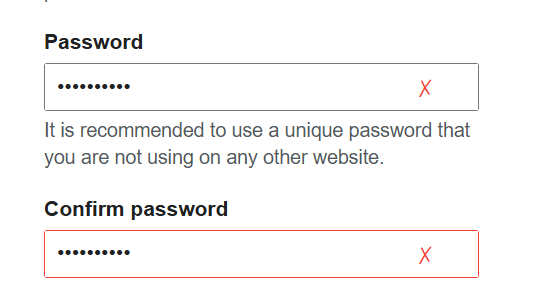 Password
••••••••••
It is recommended to use a unique password that
you are not using on any other website.
Confirm password
••••••••••